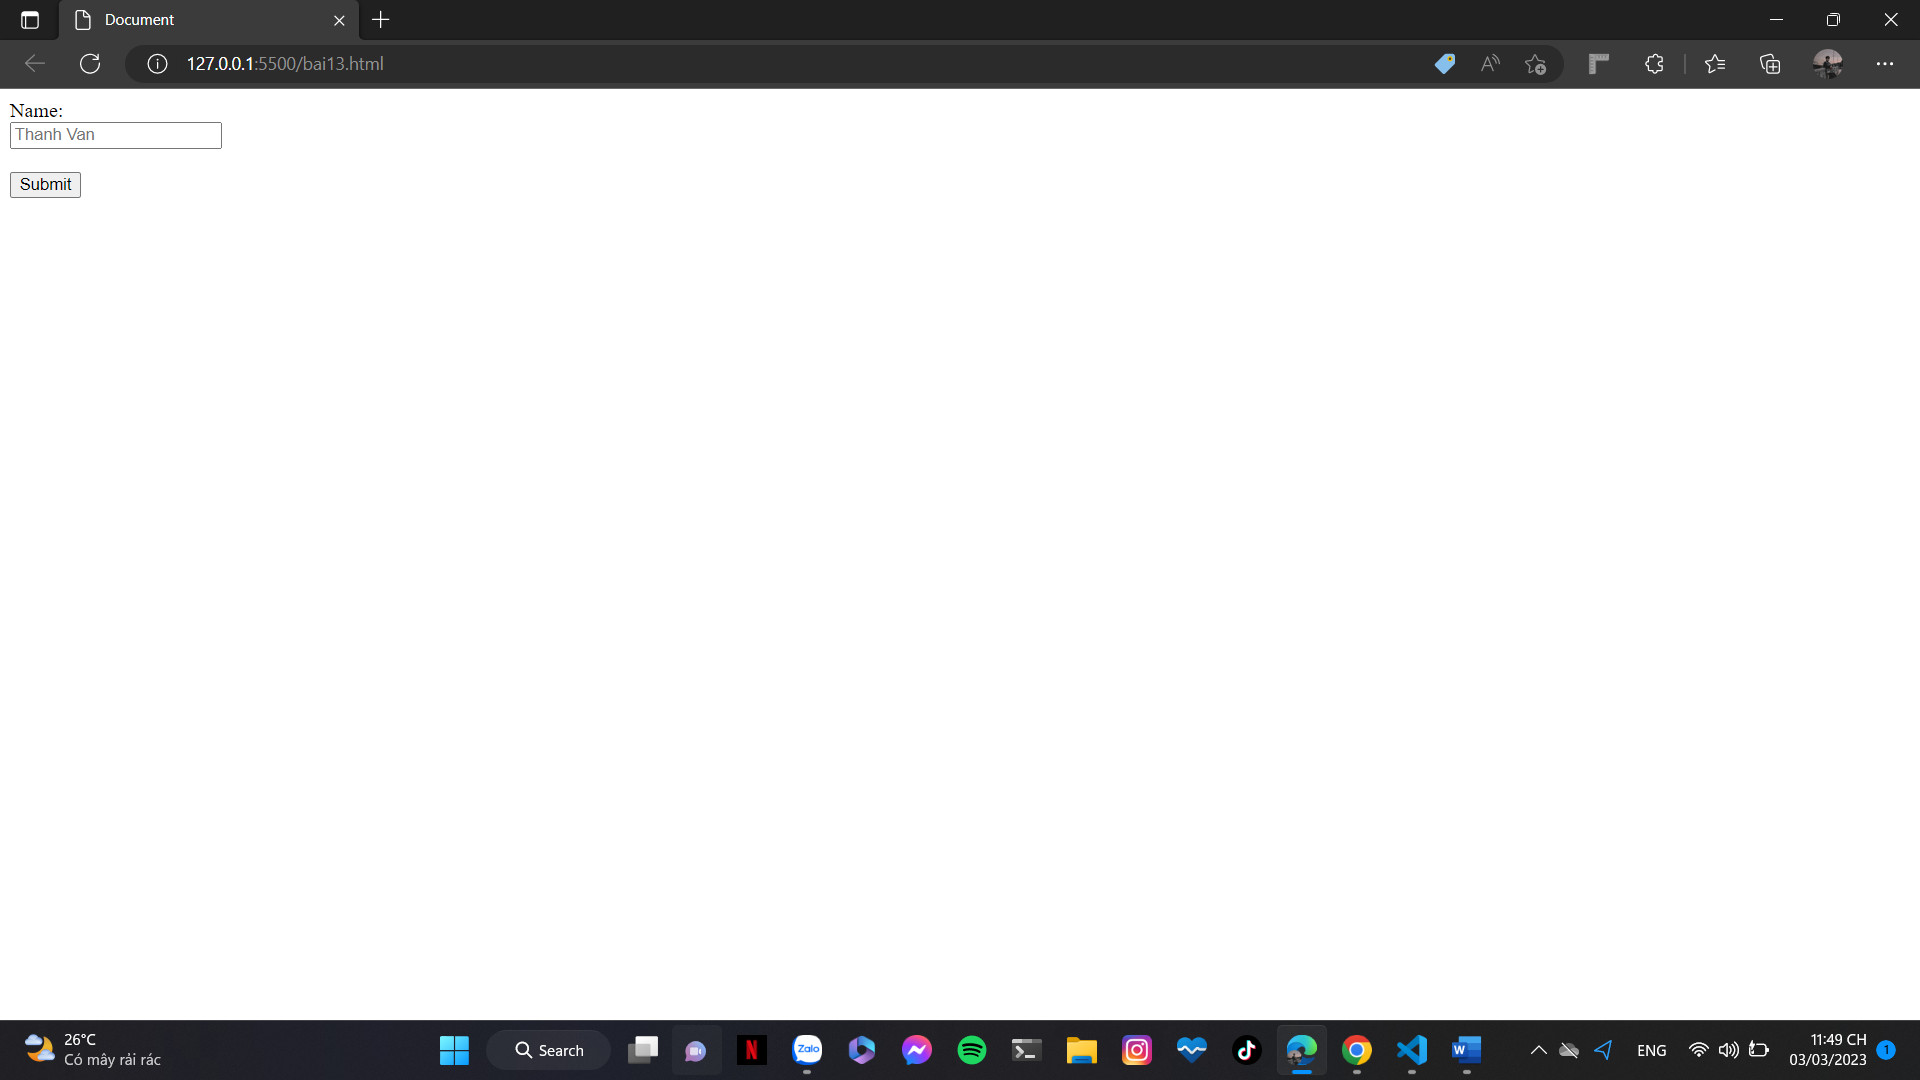 Document
127.0.0.1:5500/bai13.html
Name:
Thanh Van
Submit
26°C
Có mây rải rác
Search
Zalo
ENG
11:49 CH
03/03/2023
1